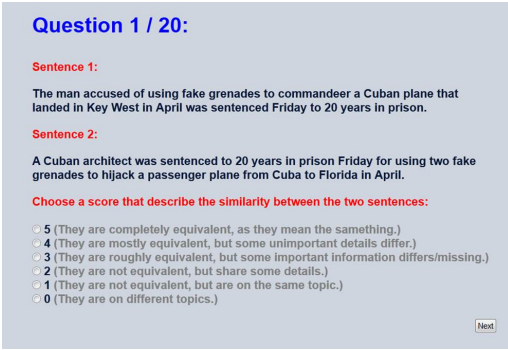 Question 1 / 20:
Sentence 1:
The man accused of using fake grenades to commandeer a Cuban plane that
landed in Key West in April was sentenced Friday to 20 years in prison.
Sentence 2:
A Cuban architect was sentenced to 20 years in prison Friday for using two fake
grenades to hijack a passenger plane from Cuba to Florida in April.
Choose a score that describe the similarity between the two sentences:
5 (They are completely equivalent, as they mean the samething.)
4 (They are mostly equivalent, but some unimportant details differ.)
3 (They are roughly equivalent, but some important information differs/missing.)
2 (They are not equivalent, but share some details.)
1 (They are not equivalent, but are on the same topic.)
0 (They are on different topics.)
Next